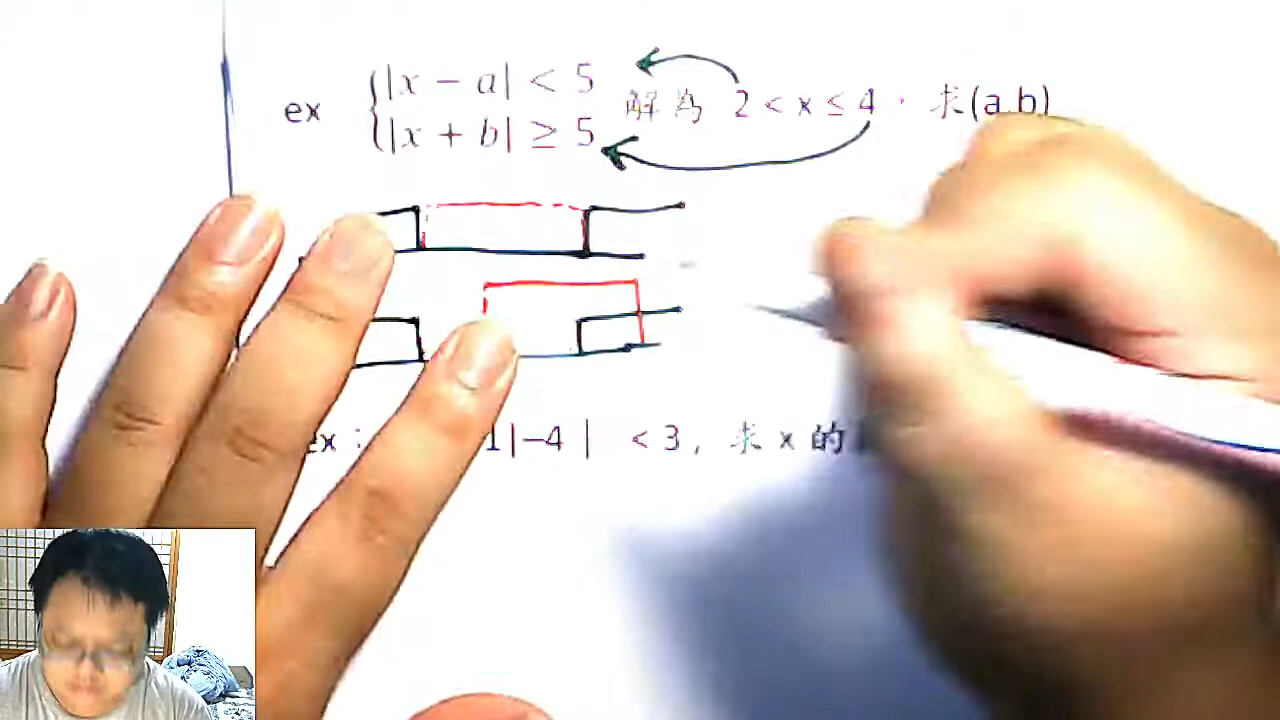 ex
|x − a| < 5
|x + b| ≥ 5
解為 2 < x ≤ 4 , 求(a,b)
ex : 1|−4 | < 3 , 求 x 的